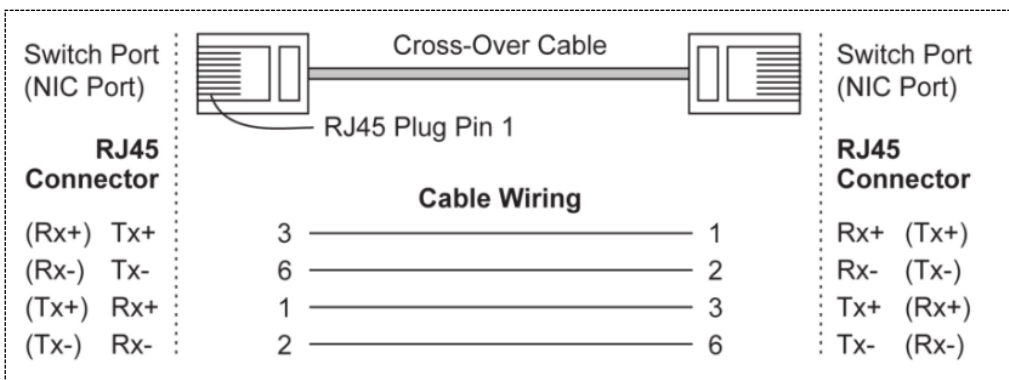 Switch Port
(NIC Port)
Cross-Over Cable
Switch Port
(NIC Port)
RJ45 Plug Pin 1
RJ45
Connector
RJ45
Connector
Cable Wiring
(Rx+) Tx+ 3 1 Rx+ (Tx+)
(Rx-) Tx- 6 2 Rx- (Tx-)
(Tx+) Rx+ 1 3 Tx+ (Rx+)
(Tx-) Rx- 2 6 Tx- (Rx-)